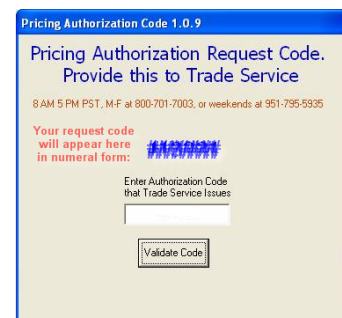 Pricing Authorization Code 1.0.9
Pricing Authorization Request Code.
Provide this to Trade Service
8 AM 5 PM PST, M-F at 800-701-7003, or weekends at 951-795-5935
Your request code
will appear here
in numeral form:
Enter Authorization Code
that Trade Service Issues
Validate Code